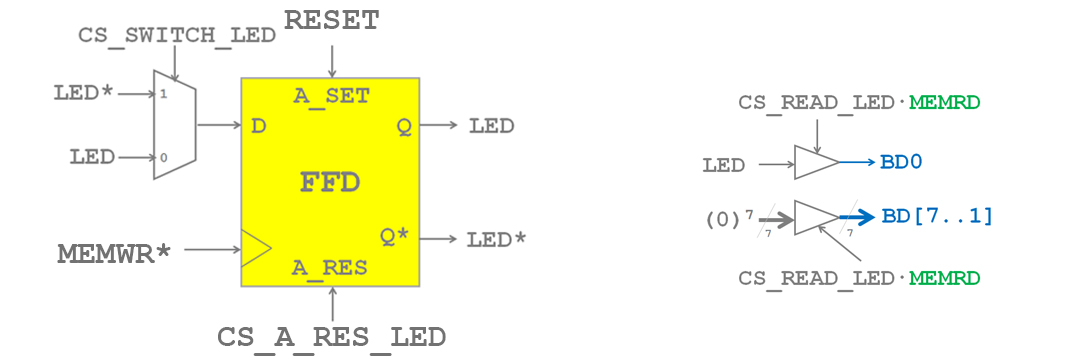 RESET
CS_SWITCH_LED
LED*
1
LED
0
A_SET
D
Q
LED
FFD
MEMWR*
Q*
LED*
A_RES
CS_A_RES_LED
CS_READ_LED·MEMRD
LED
BD0
(0)⁷
7
7
BD[7..1]
CS_READ_LED·MEMRD